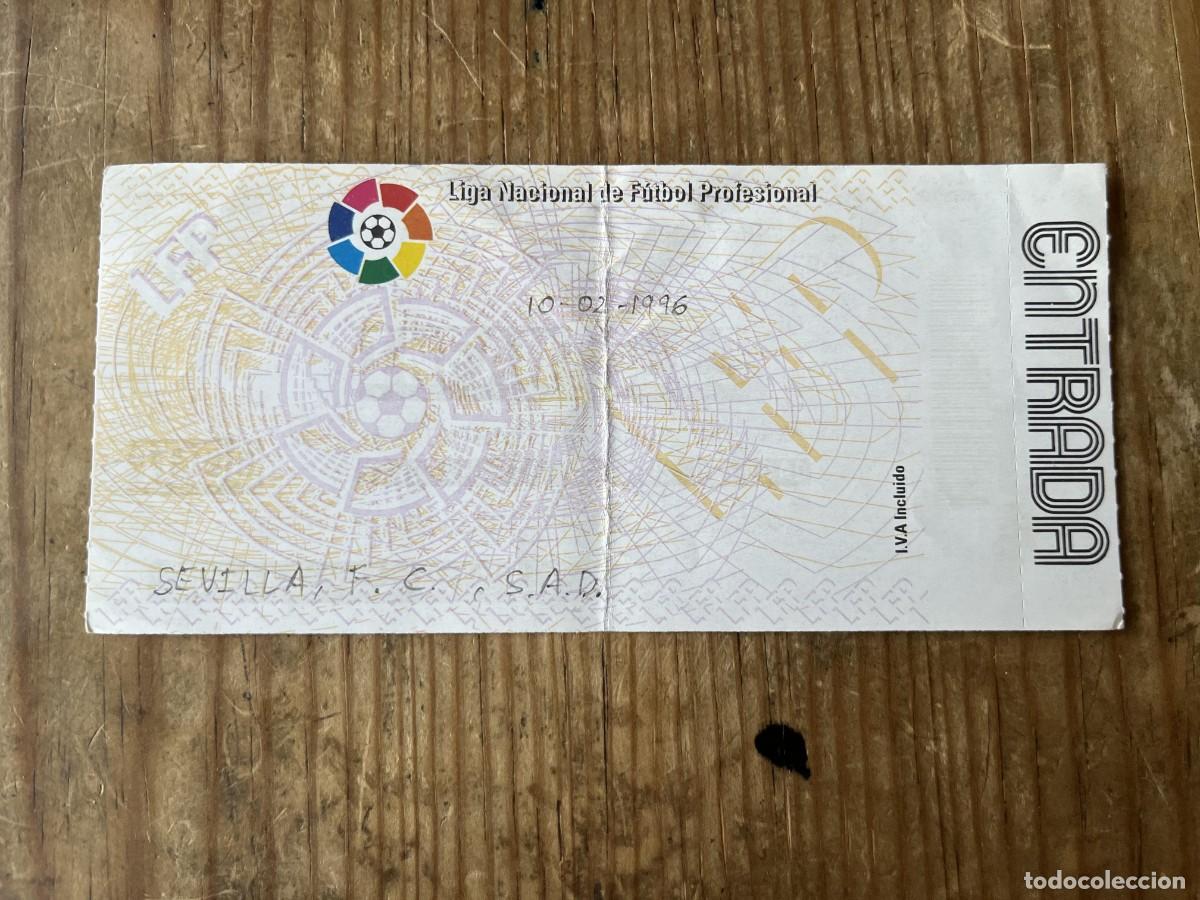 LFP
Liga Nacional de Fútbol Profesional
10-02-1996
SEVILLA, F. C. , S.A.D.
I.V.A Incluido
ENTRADA
todocoleccion